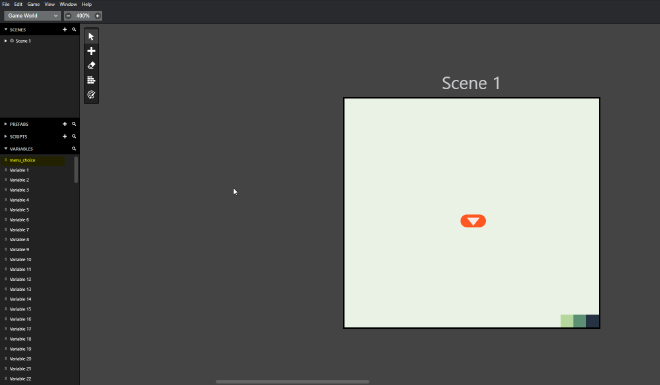 File Edit Game View Window Help
Game World − 400% +
SCENES
Scene 1
PREFABS
SCRIPTS
VARIABLES
menu_choice
Variable 1
Variable 2
Variable 3
Variable 4
Variable 5
Variable 6
Variable 7
Variable 8
Variable 9
Variable 10
Variable 11
Variable 12
Variable 13
Variable 14
Variable 15
Variable 16
Variable 17
Variable 18
Variable 19
Variable 20
Variable 21
Variable 22
Scene 1